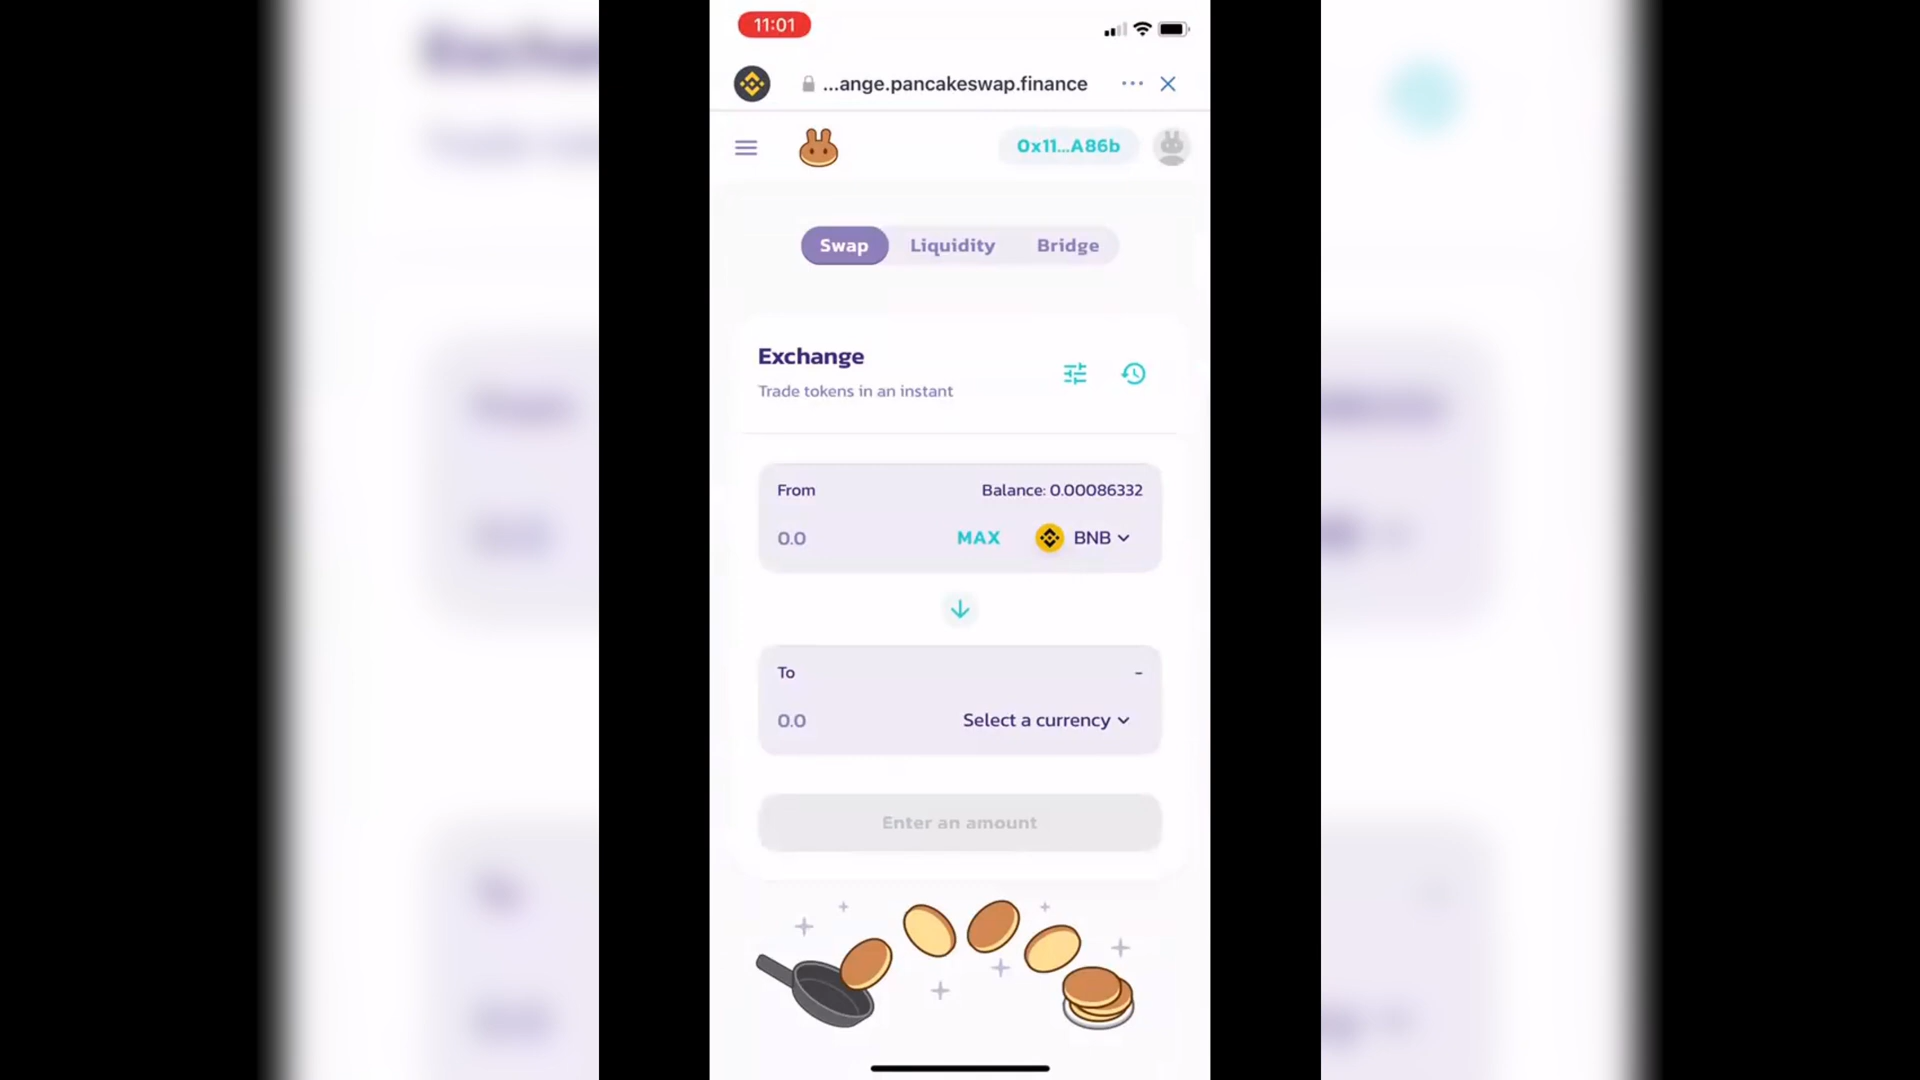 11:01
...ange.pancakeswap.finance
0x11...A86b
Swap Liquidity Bridge
Exchange
Trade tokens in an instant
From Balance: 0.00086332
0.0 MAX BNB
To -
0.0 Select a currency
Enter an amount